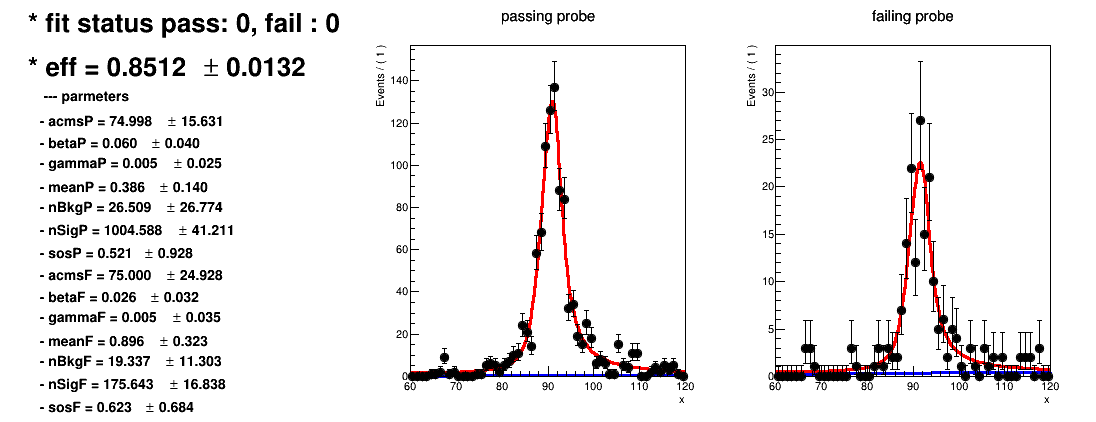 * fit status pass: 0, fail : 0
* eff = 0.8512 ± 0.0132
--- parmeters
- acmsP = 74.998 ± 15.631
- betaP = 0.060 ± 0.040
- gammaP = 0.005 ± 0.025
- meanP = 0.386 ± 0.140
- nBkgP = 26.509 ± 26.774
- nSigP = 1004.588 ± 41.211
- sosP = 0.521 ± 0.928
- acmsF = 75.000 ± 24.928
- betaF = 0.026 ± 0.032
- gammaF = 0.005 ± 0.035
- meanF = 0.896 ± 0.323
- nBkgF = 19.337 ± 11.303
- nSigF = 175.643 ± 16.838
- sosF = 0.623 ± 0.684
passing probe
Events / ( 1 )
140
120
100
80
60
40
20
0
60 70 80 90 100 110 120
x
failing probe
Events / ( 1 )
30
25
20
15
10
5
0
60 70 80 90 100 110 120
x